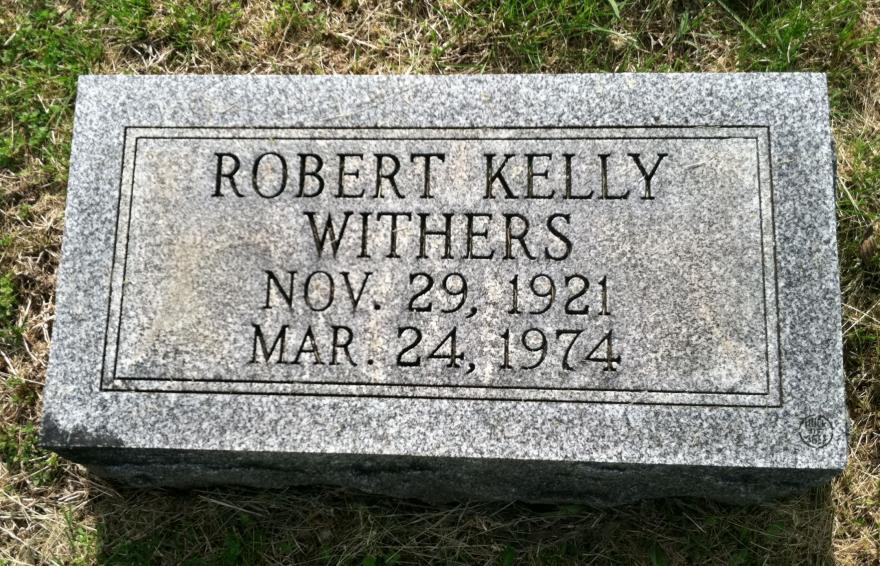 ROBERT KELLY
WITHERS
NOV. 29, 1921
MAR. 24, 1974